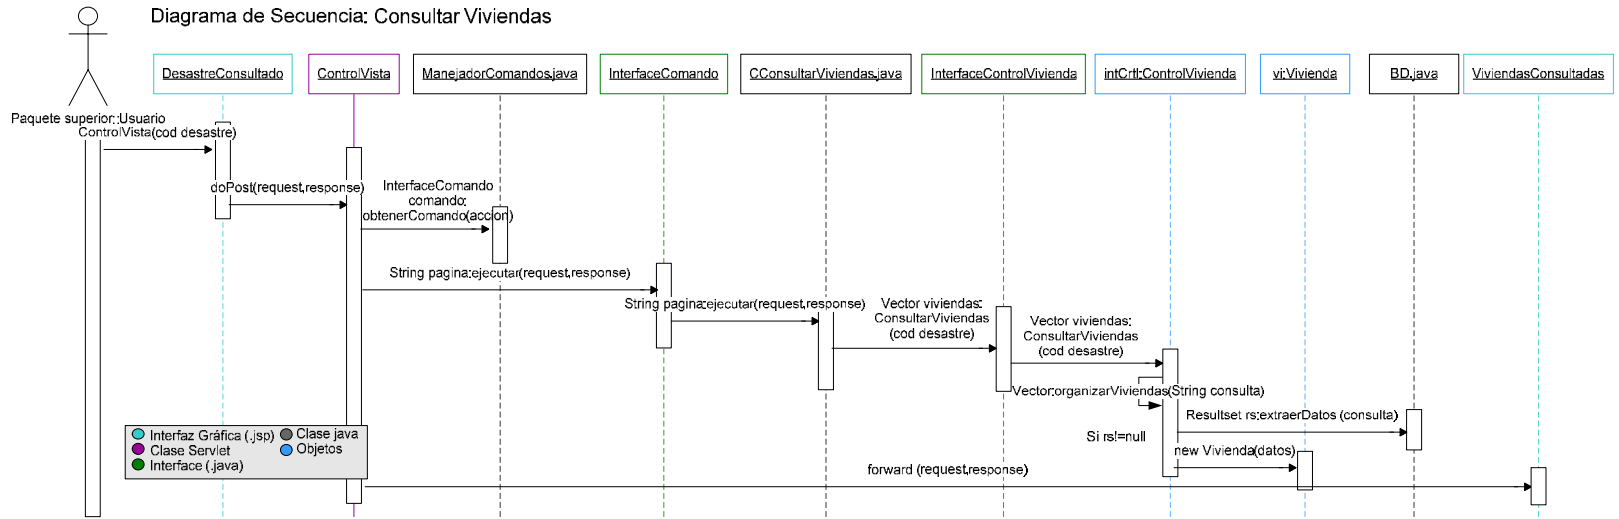 Diagrama de Secuencia: Consultar Viviendas
DesastreConsultado
ControlVista
ManejadorComandos.java
InterfaceComando
CConsultarViviendas.java
InterfaceControlVivienda
intCrtl:ControlVivienda
vi:Vivienda
BD.java
ViviendasConsultadas
Paquete superior::Usuario
ControlVista(cod desastre)
doPost(request,response)
InterfaceComando
comando:
obtenerComando(accion)
String pagina:ejecutar(request,response)
String pagina:ejecutar(request,response)
Vector viviendas:
ConsultarViviendas
(cod desastre)
Vector viviendas:
ConsultarViviendas
(cod desastre)
Vector:organizarViviendas(String consulta)
Resultset rs:extraerDatos (consulta)
Si rs!=null
new Vivienda(datos)
forward (request,response)
Interfaz Gráfica (.jsp)
Clase Servlet
Interface (.java)
Clase java
Objetos